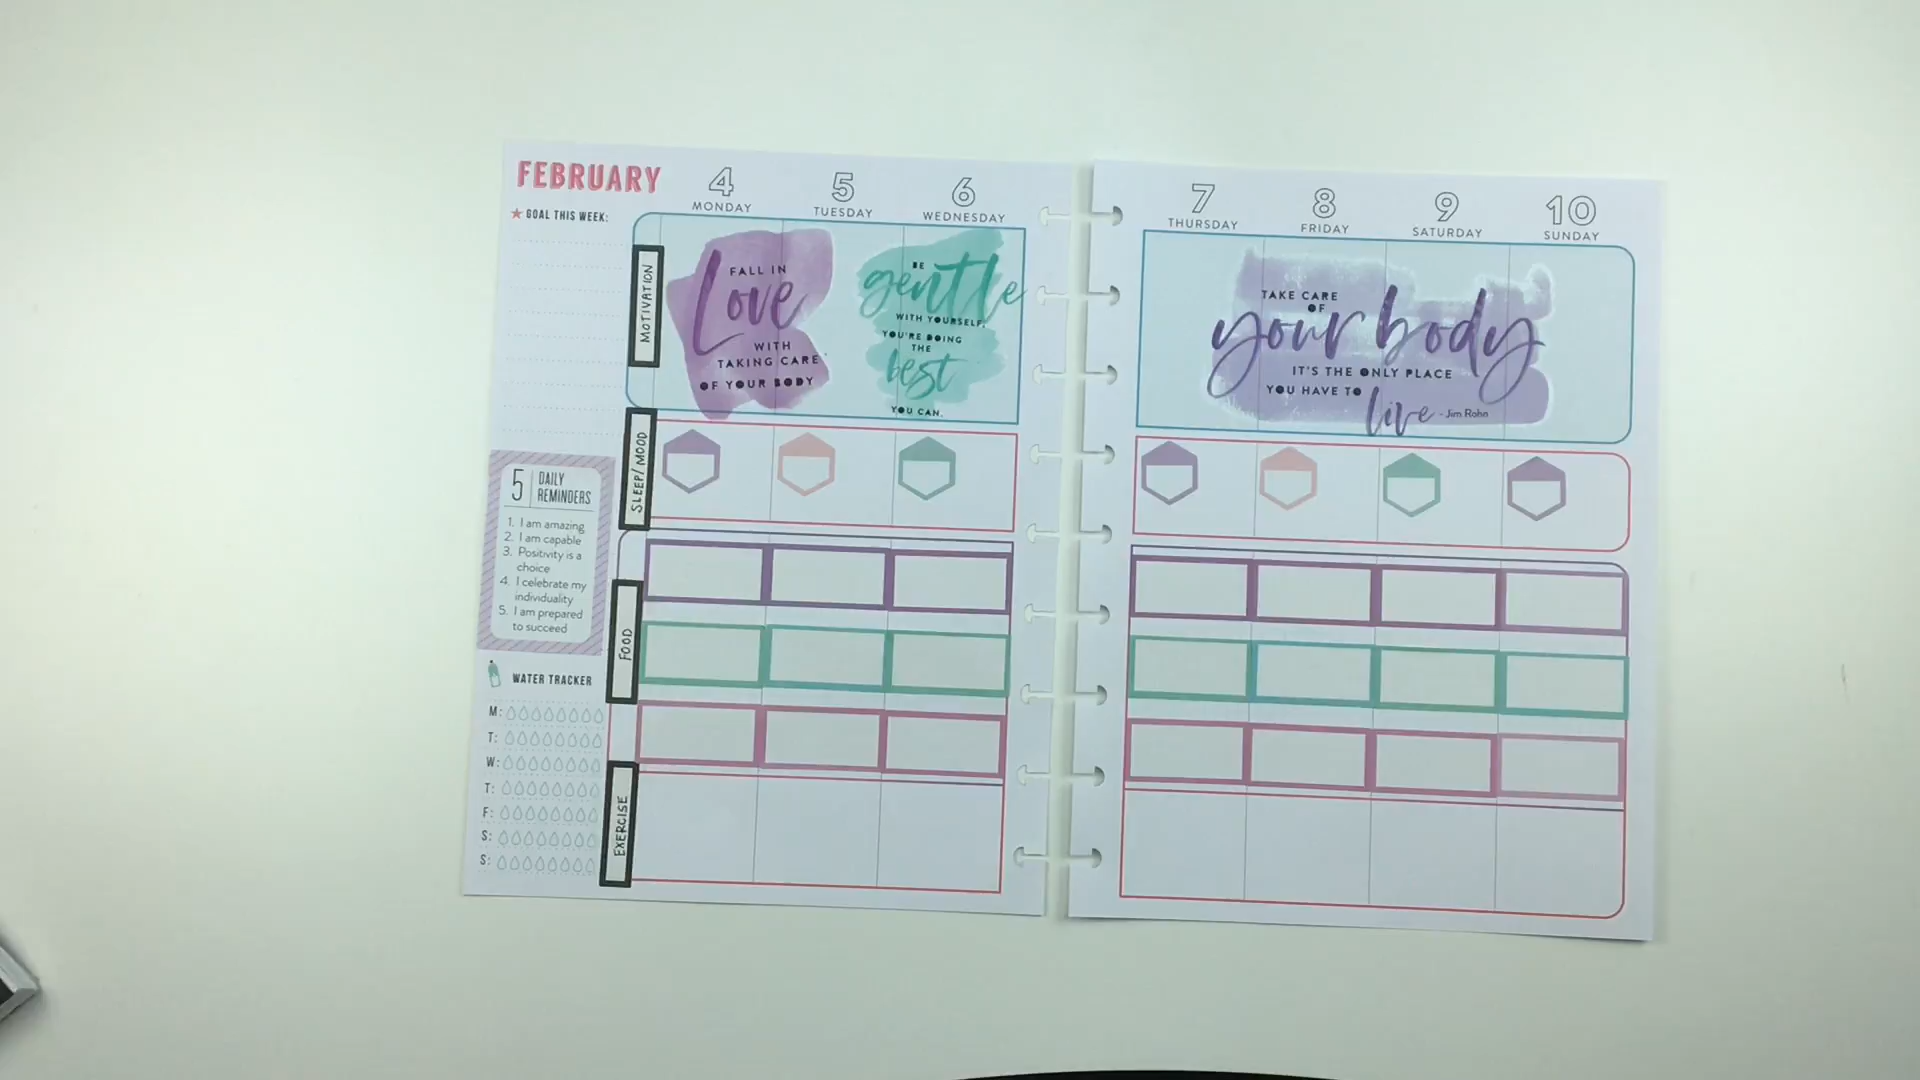 FEBRUARY
GOAL THIS WEEK:
4
MONDAY
5
TUESDAY
6
WEDNESDAY
7
THURSDAY
8
FRIDAY
9
SATURDAY
10
SUNDAY
MOTIVATION
FALL IN
Love
WITH
TAKING CARE
OF YOUR BODY
BE
gentle
WITH YOURSELF,
YOU'RE DOING
THE
best
YOU CAN.
TAKE CARE
OF
your body
IT'S THE ONLY PLACE
YOU HAVE TO
live - Jim Rohn
SLEEP/MOOD
5 DAILY
REMINDERS
1. I am amazing
2. I am capable
3. Positivity is a
choice
4. I celebrate my
individuality
5. I am prepared
to succeed
FOOD
WATER TRACKER
M:
T:
W:
T:
F:
S:
S:
EXERCISE